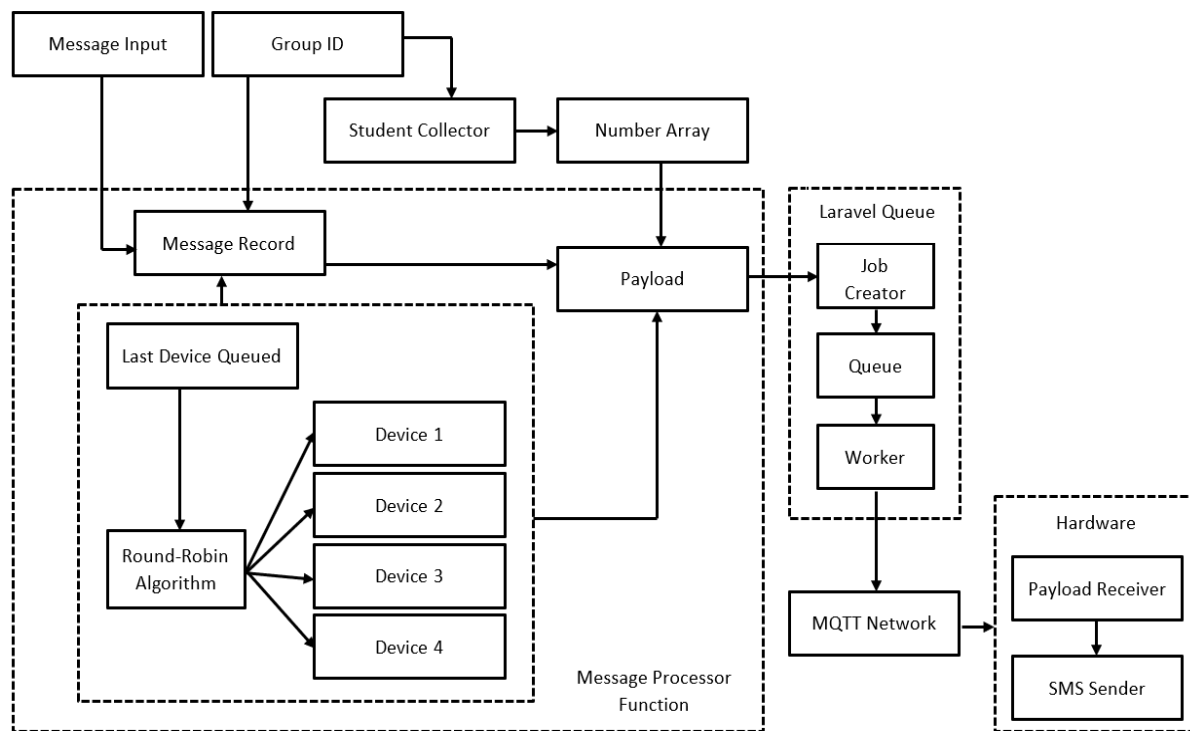 Message Input
Group ID
Student Collector
Number Array
Laravel Queue
Message Record
Payload
Job
Creator
Last Device Queued
Queue
Device 1
Worker
Device 2
Round-Robin
Algorithm
Device 3
Device 4
Hardware
Payload Receiver
MQTT Network
Message Processor
Function
SMS Sender